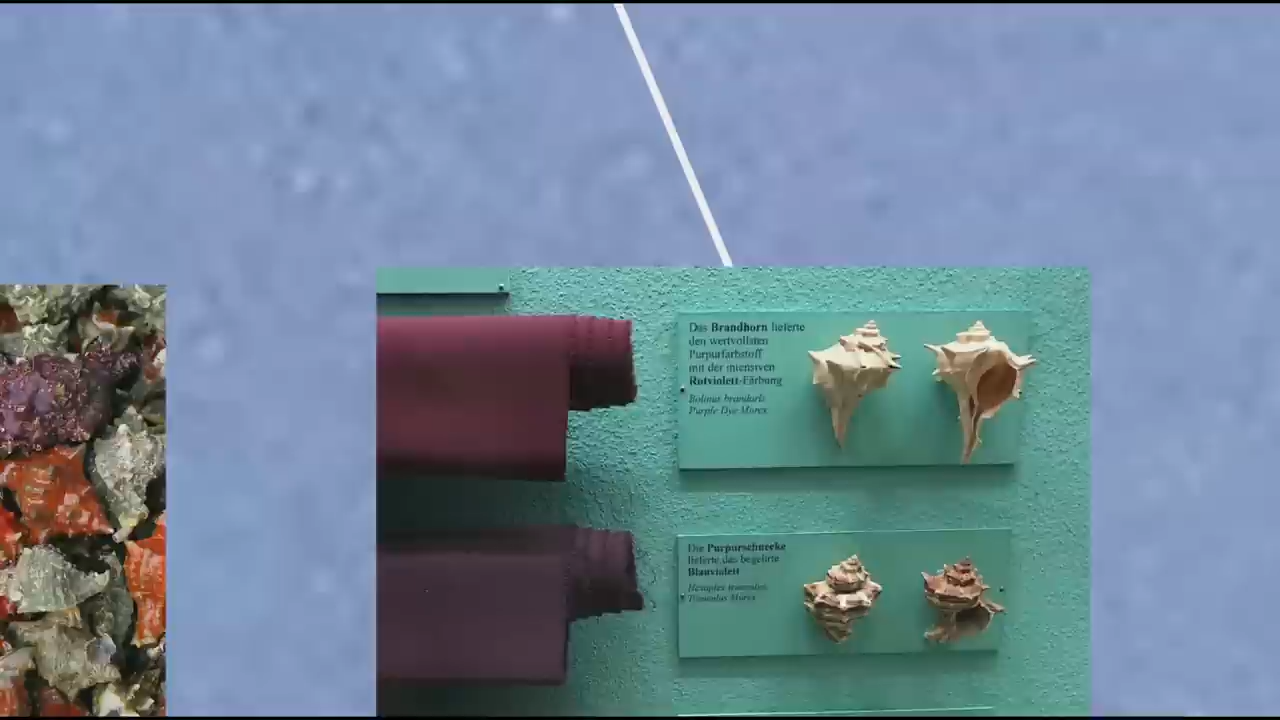 Das Brandhorn lieferte
den wertvollsten
Purpurfarbstoff
mit der intensiven
Rotviolett-Färbung
Bolinus brandaris
Purple Dye Murex
Die Purpurschnecke
lieferte das begehrte
Blauviolett
Hexaplex trunculus
Trunculus Murex